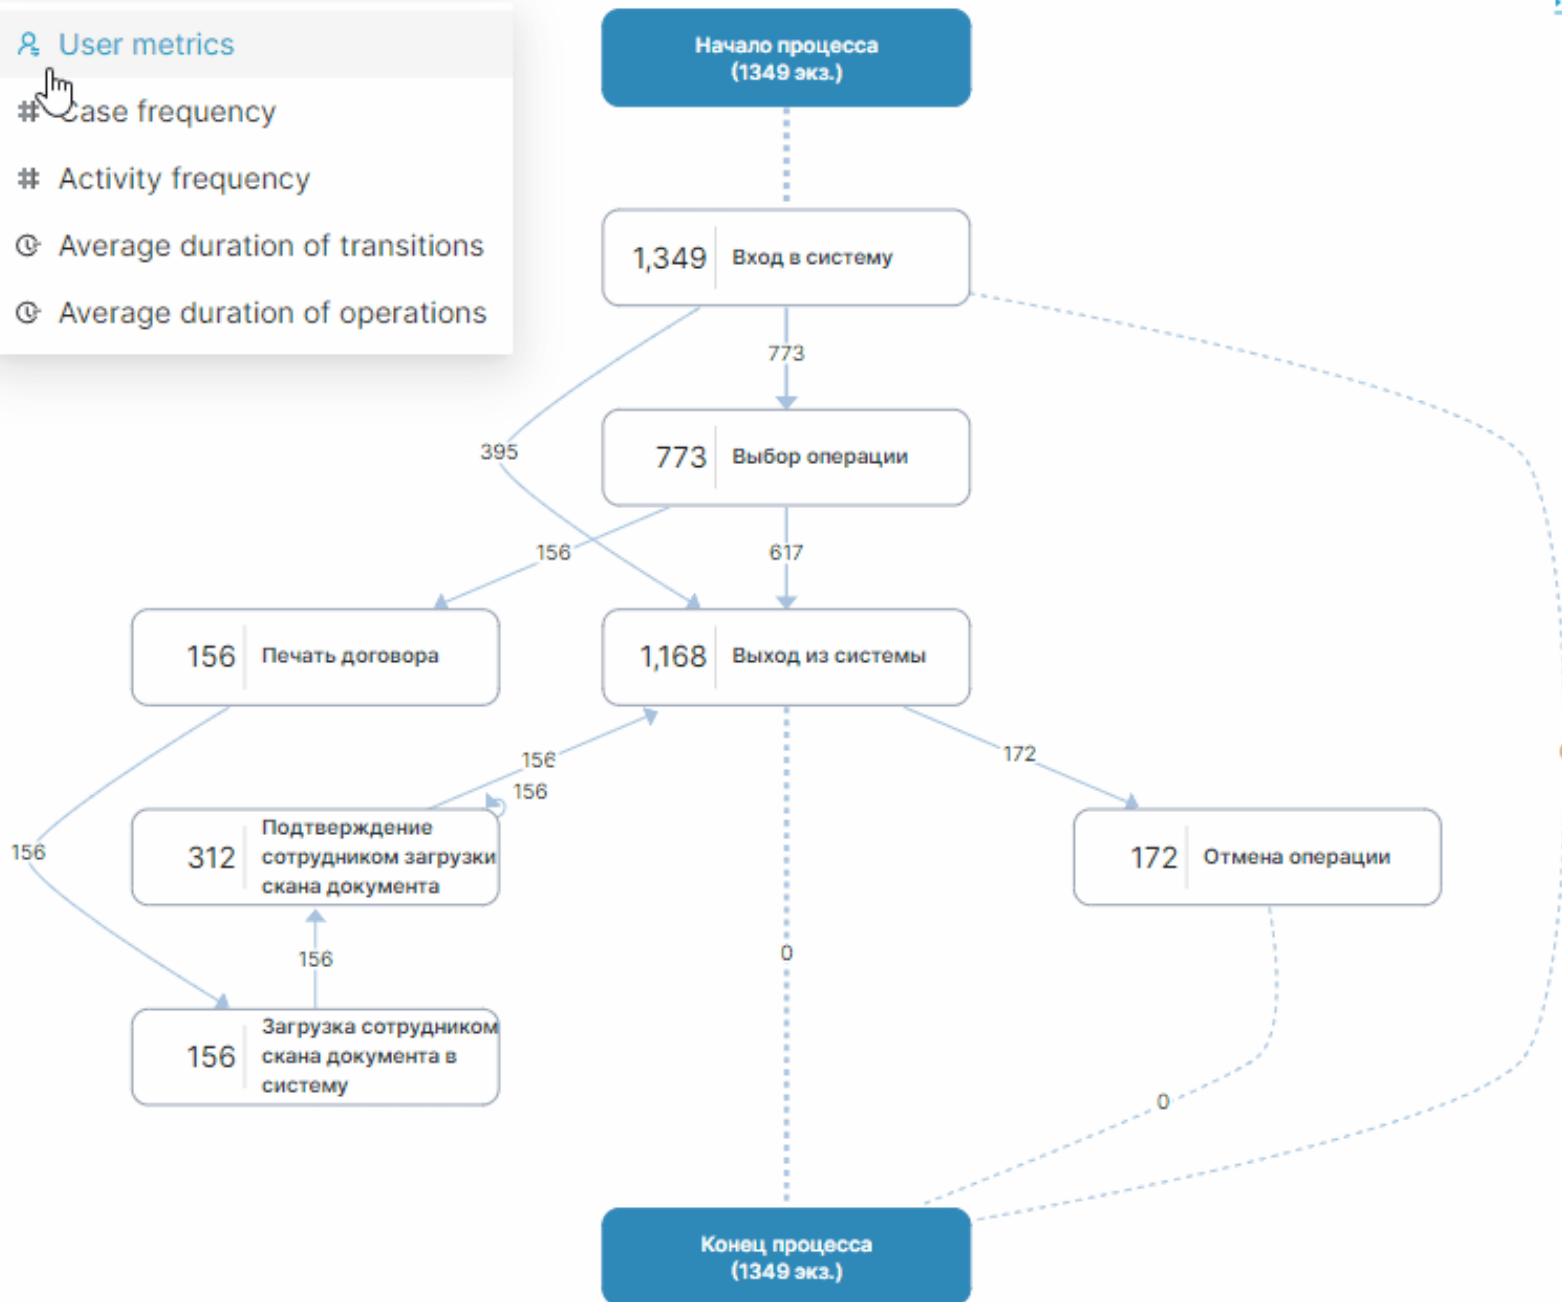 User metrics
Case frequency
Activity frequency
Average duration of transitions
Average duration of operations
Начало процесса
(1349 экз.)
1,349 Вход в систему
773
395
773 Выбор операции
156
617
156 Печать договора
1,168 Выход из системы
156
172
156
312 Подтверждение
сотрудником загрузки
скана документа
156
172 Отмена операции
156
0
156 Загрузка сотрудником
скана документа в
систему
0
Конец процесса
(1349 экз.)